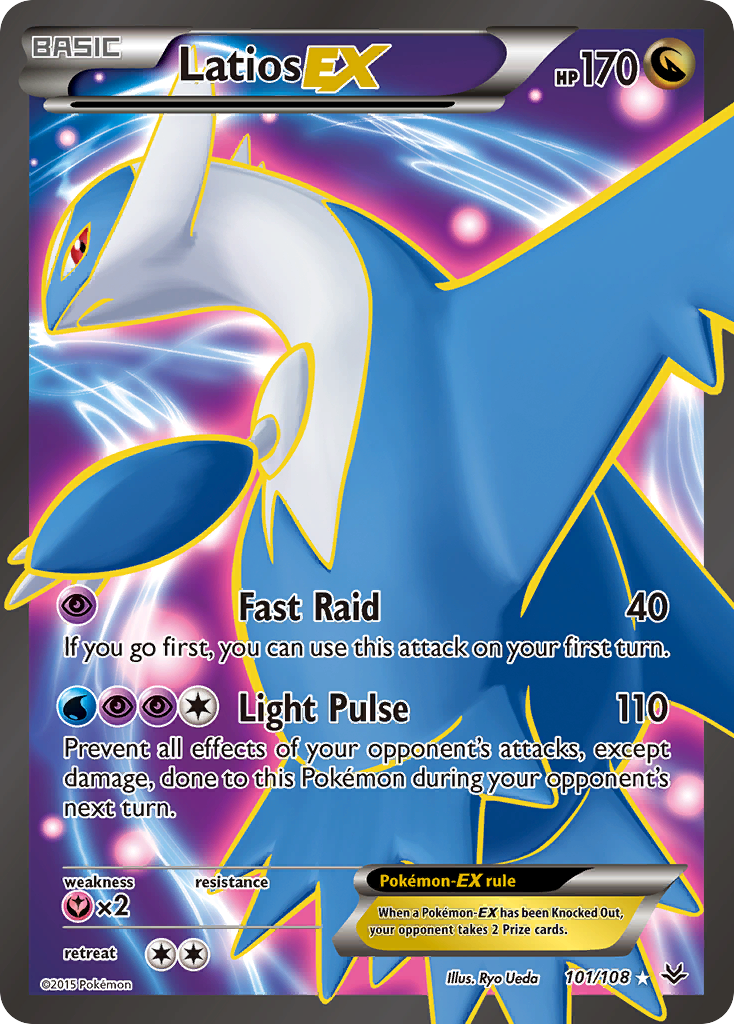 BASIC
LatiosEX
HP170
Fast Raid 40
If you go first, you can use this attack on your first turn.
Light Pulse 110
Prevent all effects of your opponent's attacks, except
damage, done to this Pokémon during your opponent's
next turn.
weakness resistance
×2
retreat
Pokémon-EX rule
When a Pokémon-EX has been Knocked Out,
your opponent takes 2 Prize cards.
©2015 Pokémon
Illus. Ryo Ueda 101/108